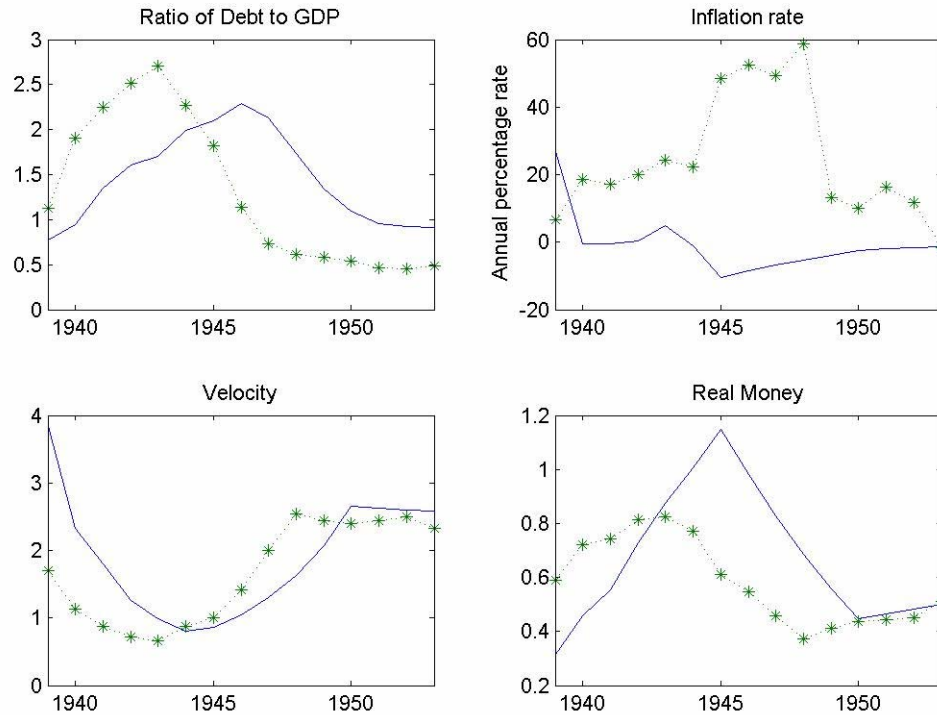 Ratio of Debt to GDP
3
2.5
2
1.5
1
0.5
0
1940 1945 1950
Inflation rate
Annual percentage rate
60
40
20
0
-20
1940 1945 1950
Velocity
4
3
2
1
0
1940 1945 1950
Real Money
1.2
1
0.8
0.6
0.4
0.2
1940 1945 1950